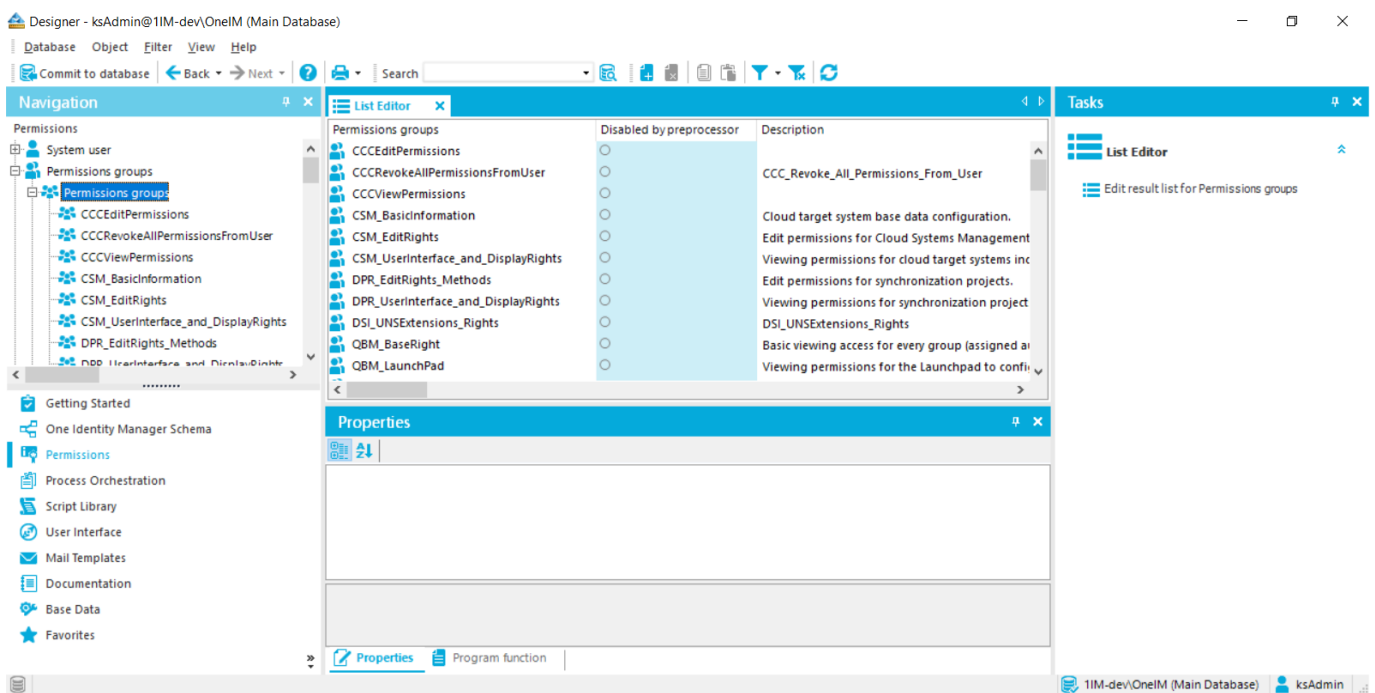 Designer - ksAdmin@1IM-dev\OneIM (Main Database)
Database Object Filter View Help
Commit to database Back Next Search
Navigation
Permissions
System user
Permissions groups
Permissions groups
CCCEditPermissions
CCCRevokeAllPermissionsFromUser
CCCViewPermissions
CSM_BasicInformation
CSM_EditRights
CSM_UserInterface_and_DisplayRights
DPR_EditRights_Methods
DPR_UserInterface_and_DisplayRights
Getting Started
One Identity Manager Schema
Permissions
Process Orchestration
Script Library
User Interface
Mail Templates
Documentation
Base Data
Favorites
List Editor
Permissions groups Disabled by preprocessor Description
CCCEditPermissions
CCCRevokeAllPermissionsFromUser CCC_Revoke_All_Permissions_From_User
CCCViewPermissions
CSM_BasicInformation Cloud target system base data configuration.
CSM_EditRights Edit permissions for Cloud Systems Management
CSM_UserInterface_and_DisplayRights Viewing permissions for cloud target systems inc
DPR_EditRights_Methods Edit permissions for synchronization projects.
DPR_UserInterface_and_DisplayRights Viewing permissions for synchronization project
DSI_UNSExtensions_Rights DSI_UNSExtensions_Rights
QBM_BaseRight Basic viewing access for every group (assigned au
QBM_LaunchPad Viewing permissions for the Launchpad to config
Properties
Properties Program function
Tasks
List Editor
Edit result list for Permissions groups
1IM-dev\OneIM (Main Database) ksAdmin